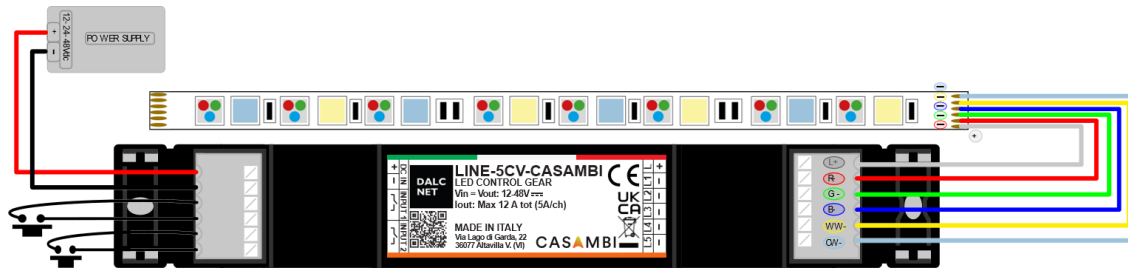 12- 24- 48Vdc
+
-
POWER SUPPLY
+
DC IN
+
-
INPUT 1
INPUT 2
DALC
NET
LINE-5CV-CASAMBI
LED CONTROL GEAR
Vin = Vout: 12-48V
Iout: Max 12 A tot (5A/ch)
MADE IN ITALY
Via Lago di Garda, 22
36077 Altavilla V. (VI)
CASAMBI
CE
UK
CA
L +
L1 -
L2 -
L3 -
L4 -
L5 -
L+
R-
G -
B-
WW-
CW-